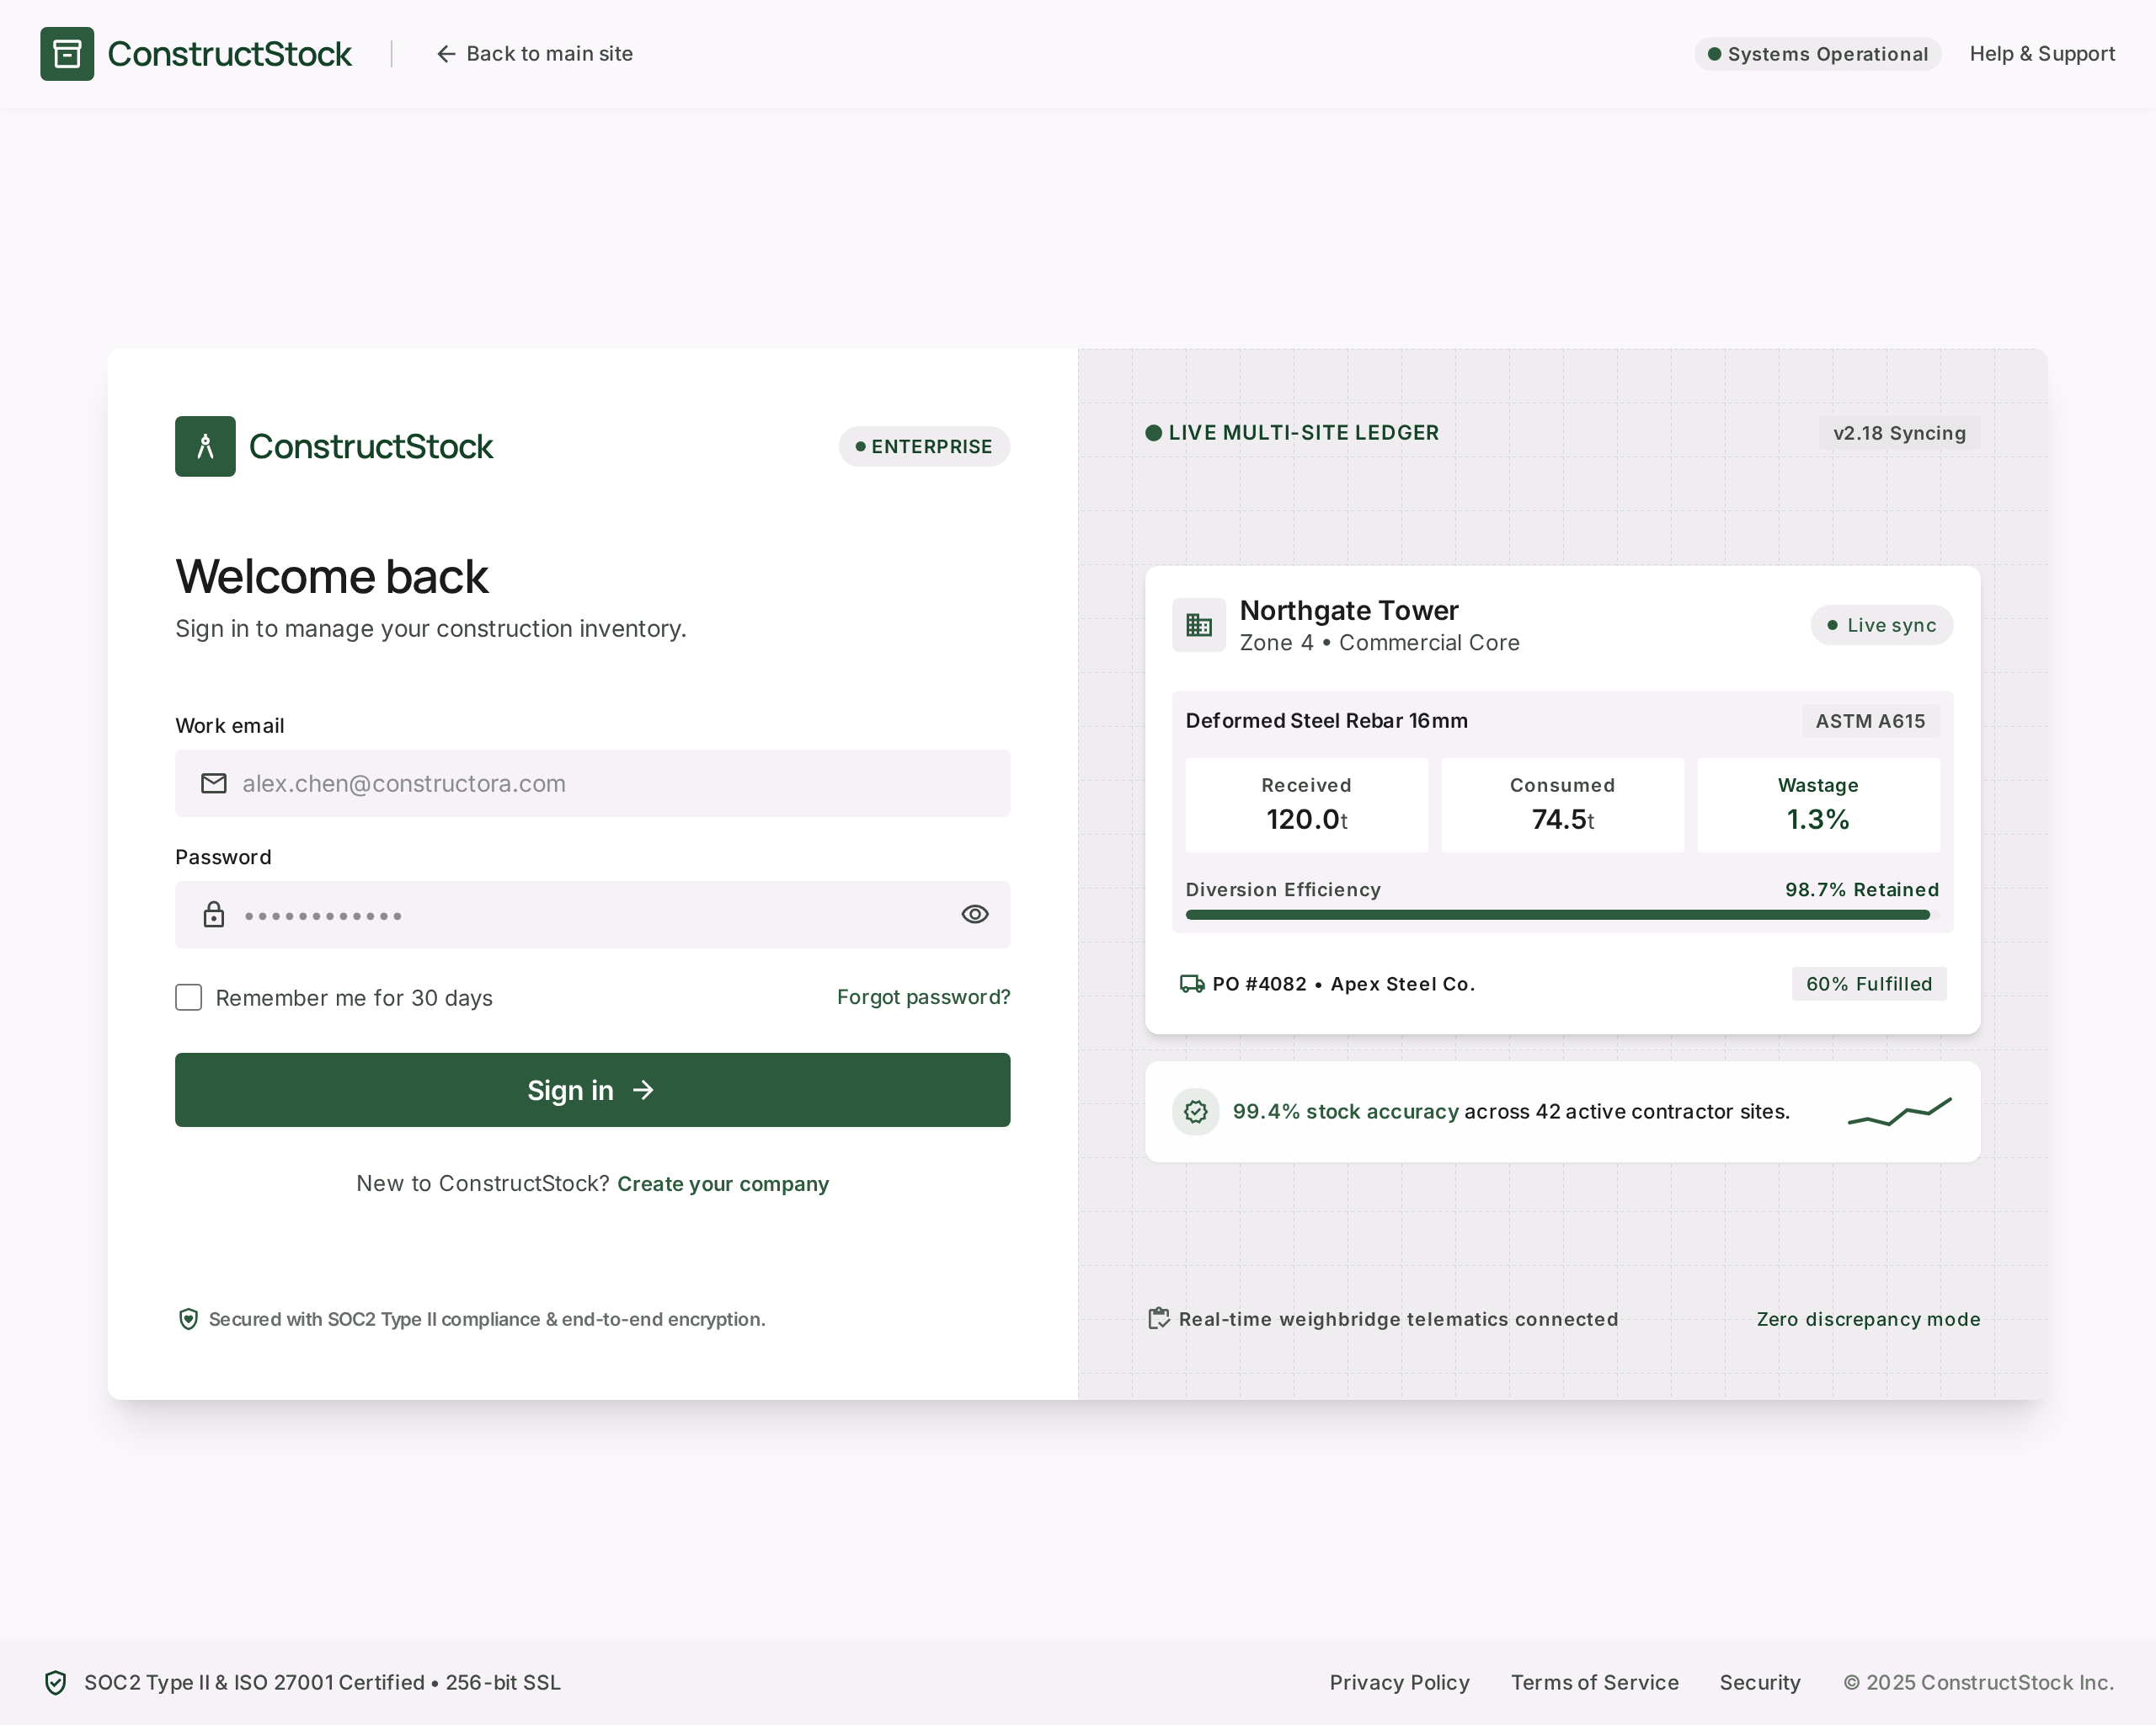 ConstructStock
Back to main site
Systems Operational
Help & Support
ConstructStock
ENTERPRISE
Welcome back
Sign in to manage your construction inventory.
Work email
alex.chen@constructora.com
Password
••••••••••••
Remember me for 30 days
Forgot password?
Sign in
New to ConstructStock? Create your company
Secured with SOC2 Type II compliance & end-to-end encryption.
LIVE MULTI-SITE LEDGER
v2.18 Syncing
Northgate Tower
Zone 4 • Commercial Core
Live sync
Deformed Steel Rebar 16mm
ASTM A615
Received
120.0t
Consumed
74.5t
Wastage
1.3%
Diversion Efficiency
98.7% Retained
PO #4082 • Apex Steel Co.
60% Fulfilled
99.4% stock accuracy across 42 active contractor sites.
Real-time weighbridge telematics connected
Zero discrepancy mode
SOC2 Type II & ISO 27001 Certified • 256-bit SSL
Privacy Policy
Terms of Service
Security
© 2025 ConstructStock Inc.